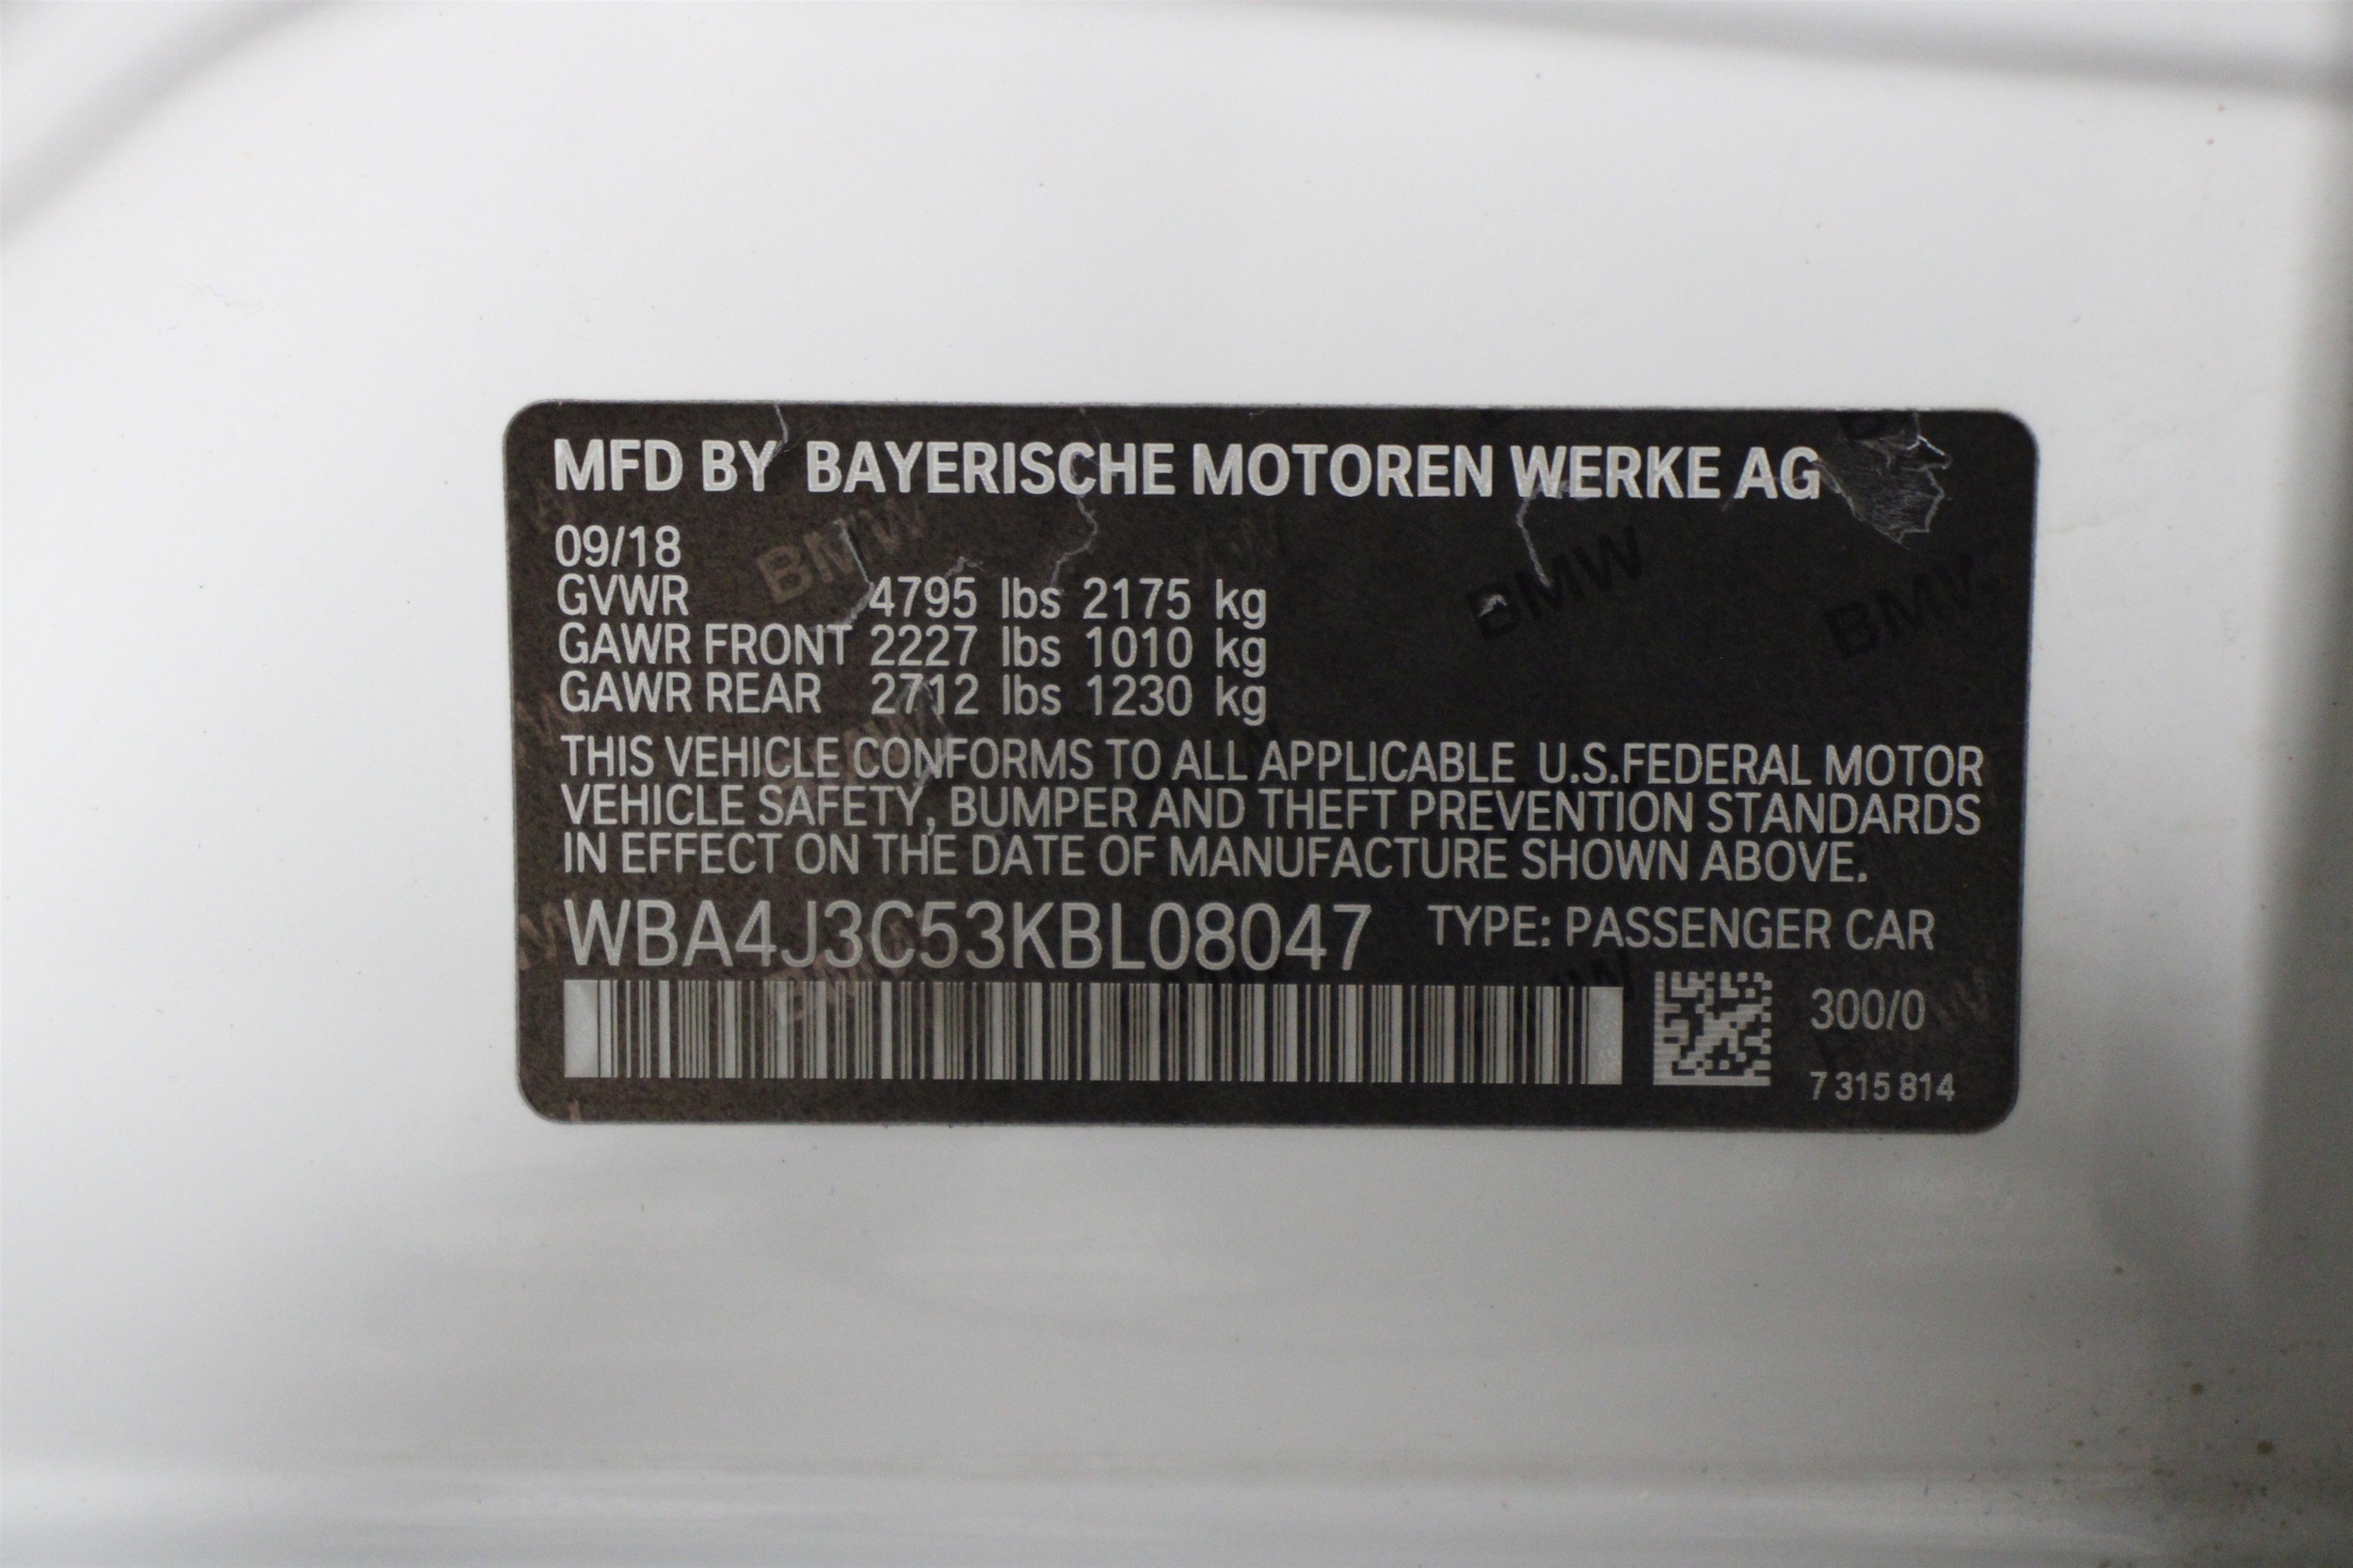 MFD BY BAYERISCHE MOTOREN WERKE AG
09/18
GVWR 4795 lbs 2175 kg
GAWR FRONT 2227 lbs 1010 kg
GAWR REAR 2712 lbs 1230 kg
THIS VEHICLE CONFORMS TO ALL APPLICABLE U.S.FEDERAL MOTOR
VEHICLE SAFETY, BUMPER AND THEFT PREVENTION STANDARDS
IN EFFECT ON THE DATE OF MANUFACTURE SHOWN ABOVE.
WBA4J3C53KBL08047 TYPE: PASSENGER CAR
300/0
7 315 814